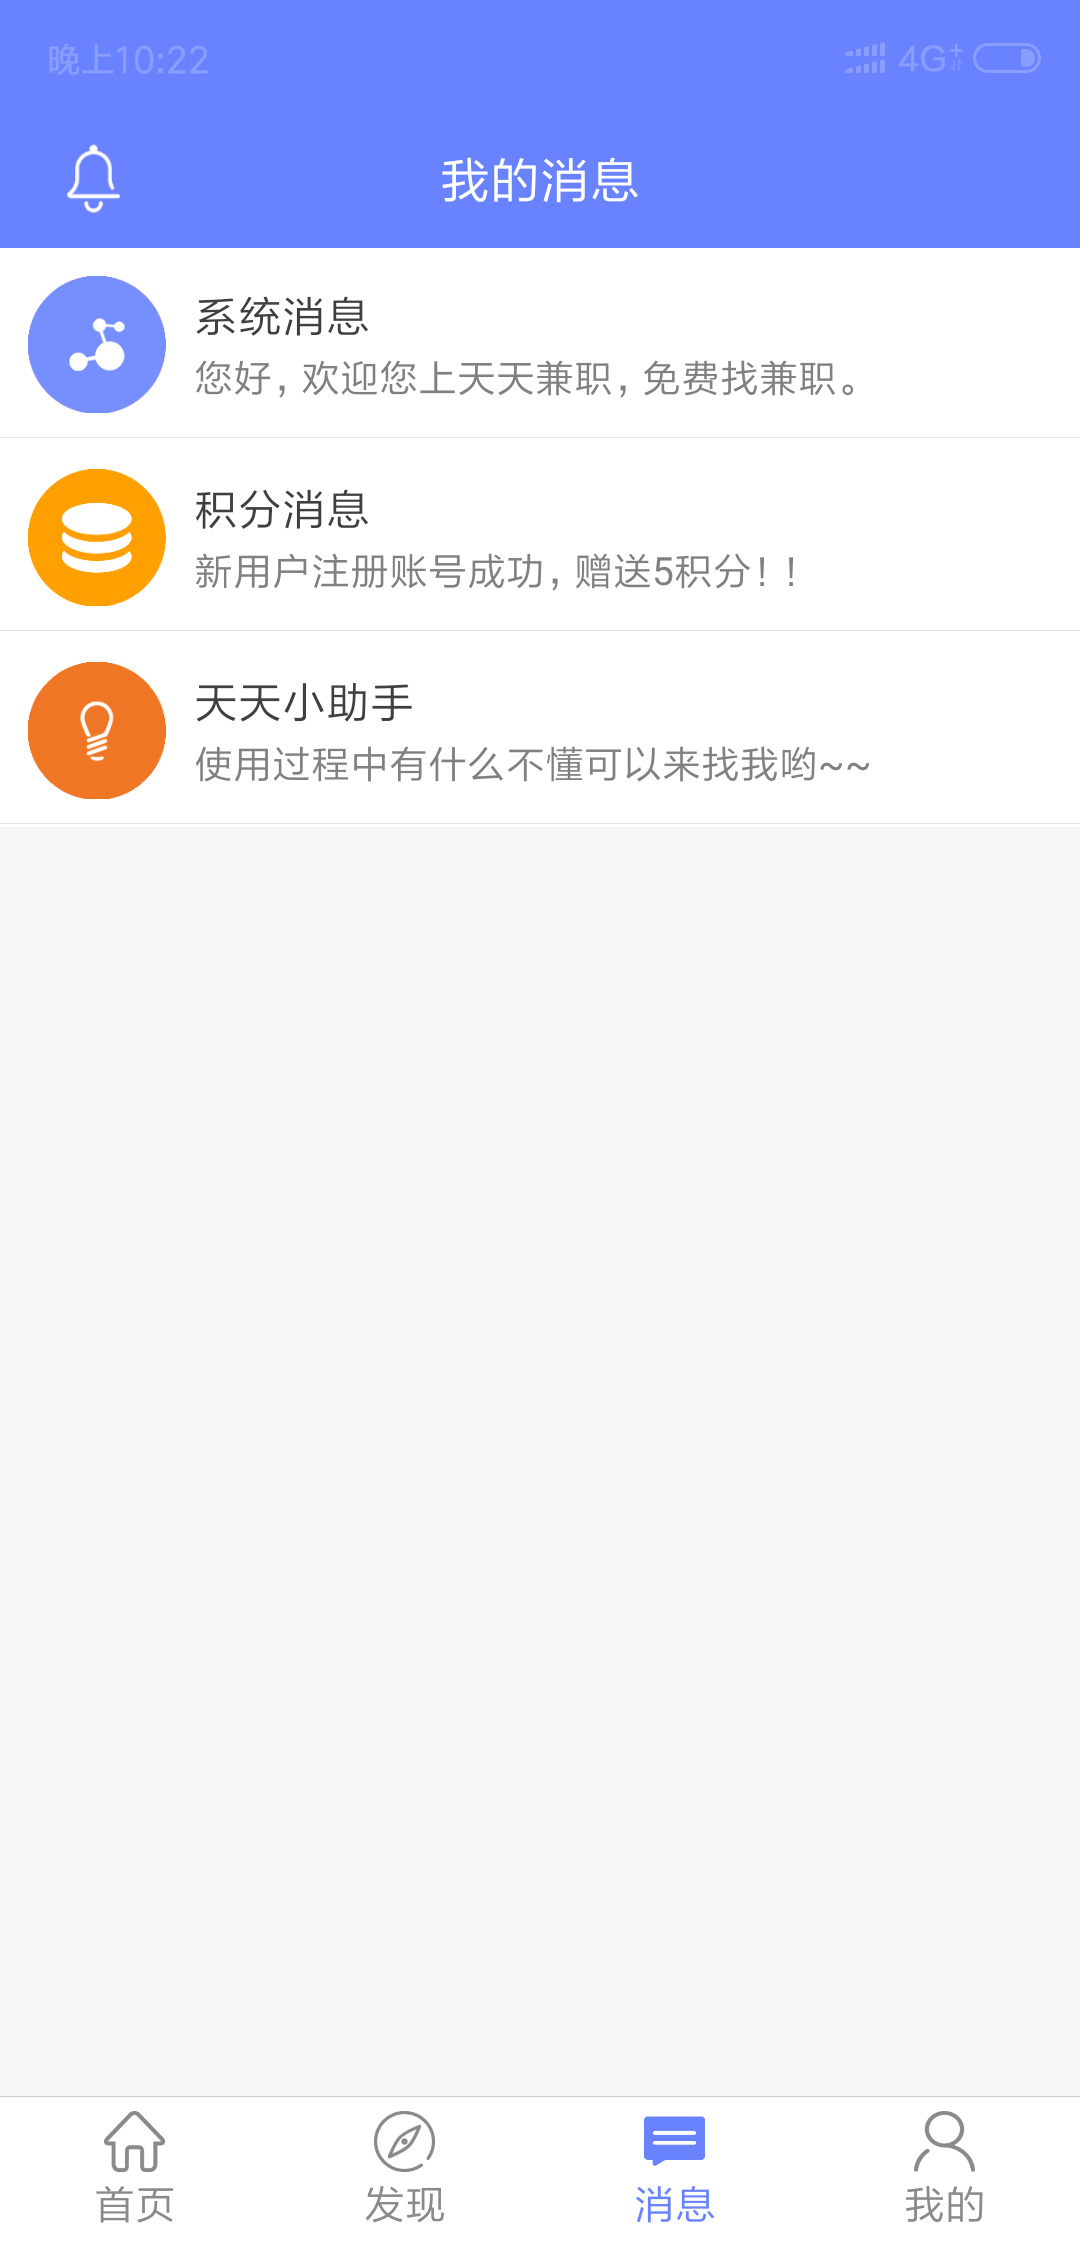 晚上10:22
4G+
我的消息
系统消息
您好，欢迎您上天天兼职，免费找兼职。
积分消息
新用户注册账号成功，赠送5积分！！
天天小助手
使用过程中有什么不懂可以来找我哟~~
首页
发现
消息
我的